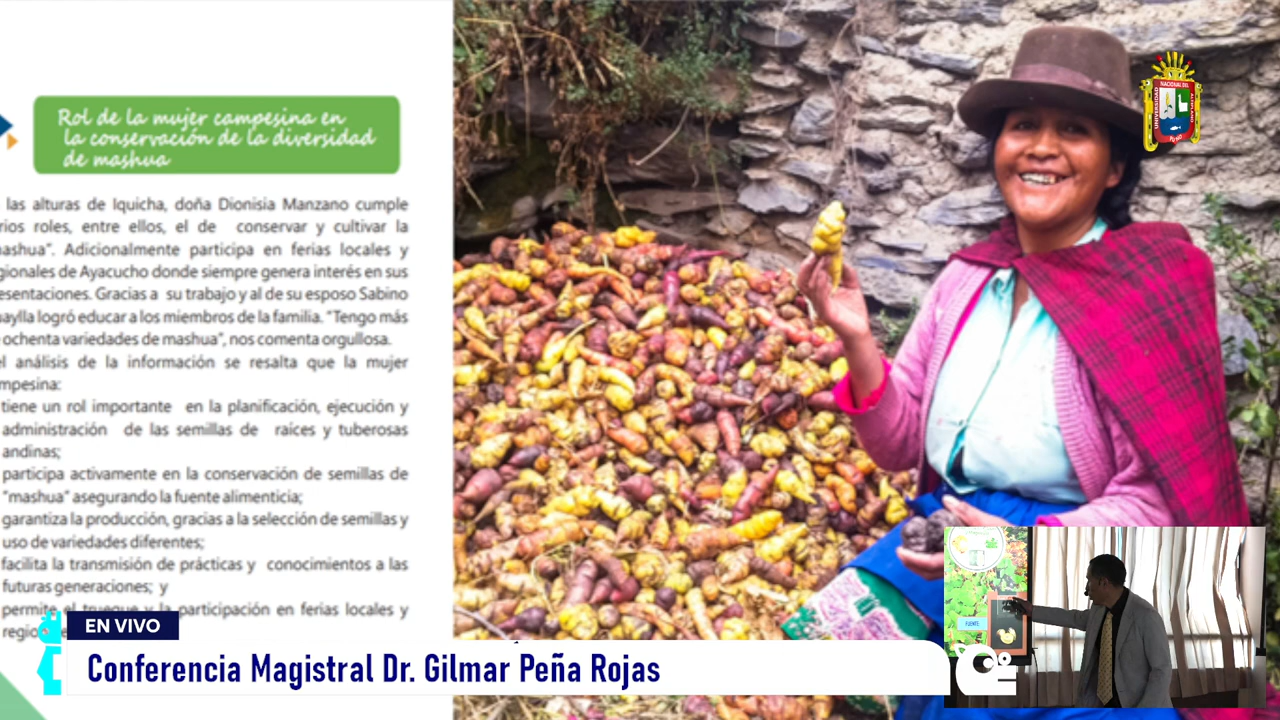 Rol de la mujer campesina en
la conservación de la diversidad
de mashua
las alturas de Iquicha, doña Dionisia Manzano cumple
roles, entre ellos, el de conservar y cultivar la
Adicionalmente participa en ferias locales y
de Ayacucho donde siempre genera interés en sus
Gracias a su trabajo y al de su esposo Sabino
logró educar a los miembros de la familia. "Tengo más
ochenta variedades de mashua", nos comenta orgullosa.
análisis de la información se resalta que la mujer
tiene un rol importante en la planificación, ejecución y
administración de las semillas de raíces y tuberosas
andinas;
participa activamente en la conservación de semillas de
"mashua" asegurando la fuente alimenticia;
garantiza la producción, gracias a la selección de semillas y
uso de variedades diferentes;
facilita la transmisión de prácticas y conocimientos a las
futuras generaciones; y
permite el trueque y la participación en ferias locales y
EN VIVO
Conferencia Magistral Dr. Gilmar Peña Rojas
UNIVERSIDAD
NACIONAL DEL
ALTIPLANO
PUNO
FUENTE